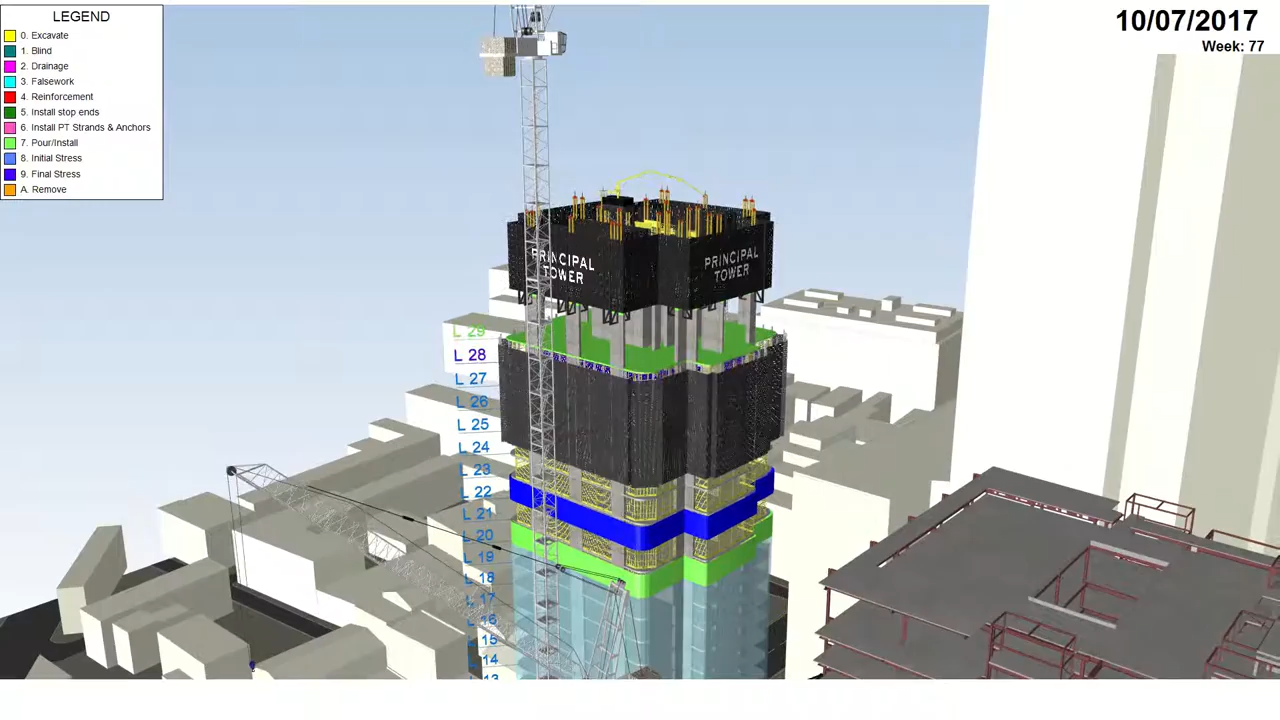 LEGEND
0. Excavate
1. Blind
2. Drainage
3. Falsework
4. Reinforcement
5. Install stop ends
6. Install PT Strands & Anchors
7. Pour/Install
8. Initial Stress
9. Final Stress
A. Remove
10/07/2017
Week: 77
PRINCIPAL
TOWER
PRINCIPAL
TOWER
L 29
L 28
L 27
L 26
L 25
L 24
L 23
L 22
L 21
L 20
L 19
L 18
L 17
L 16
L 15
L 14
13